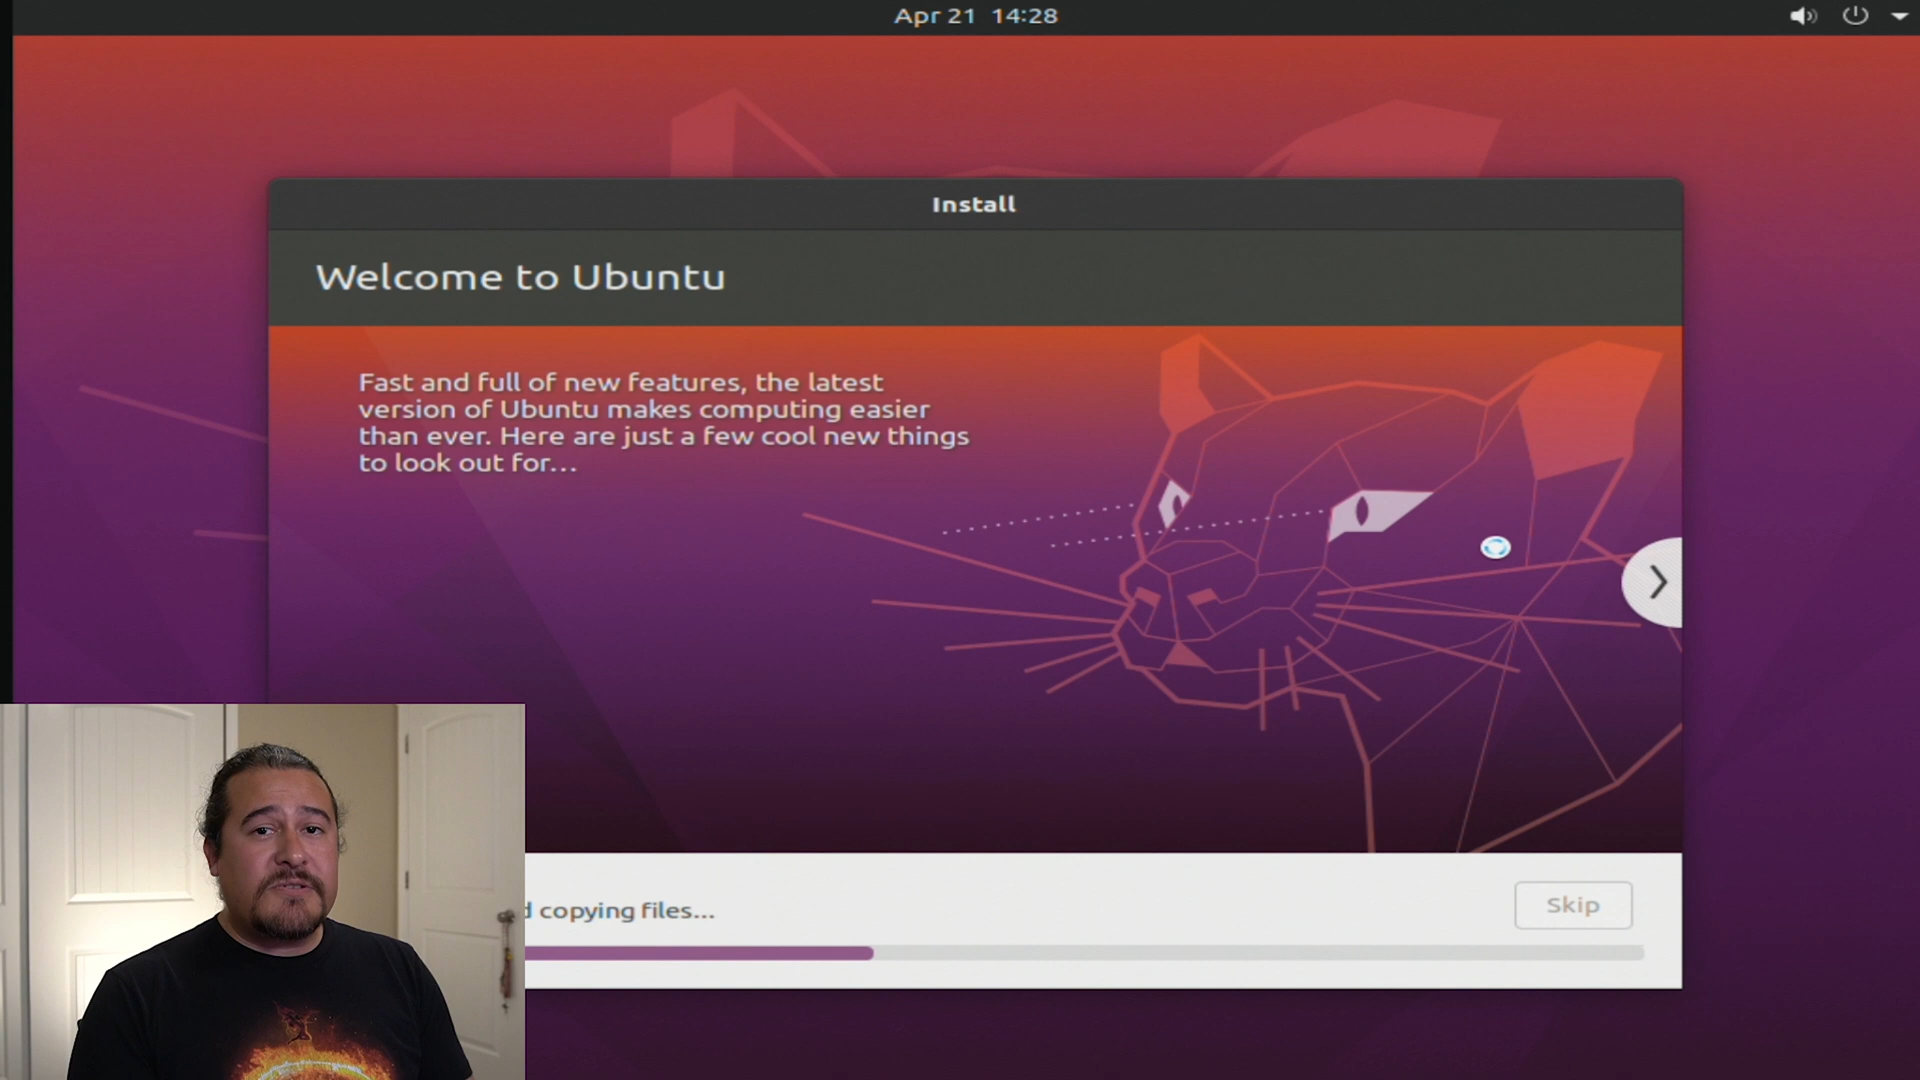 Apr 21 14:28
Install
Welcome to Ubuntu
Fast and full of new features, the latest
version of Ubuntu makes computing easier
than ever. Here are just a few cool new things
to look out for...
copying files...
Skip